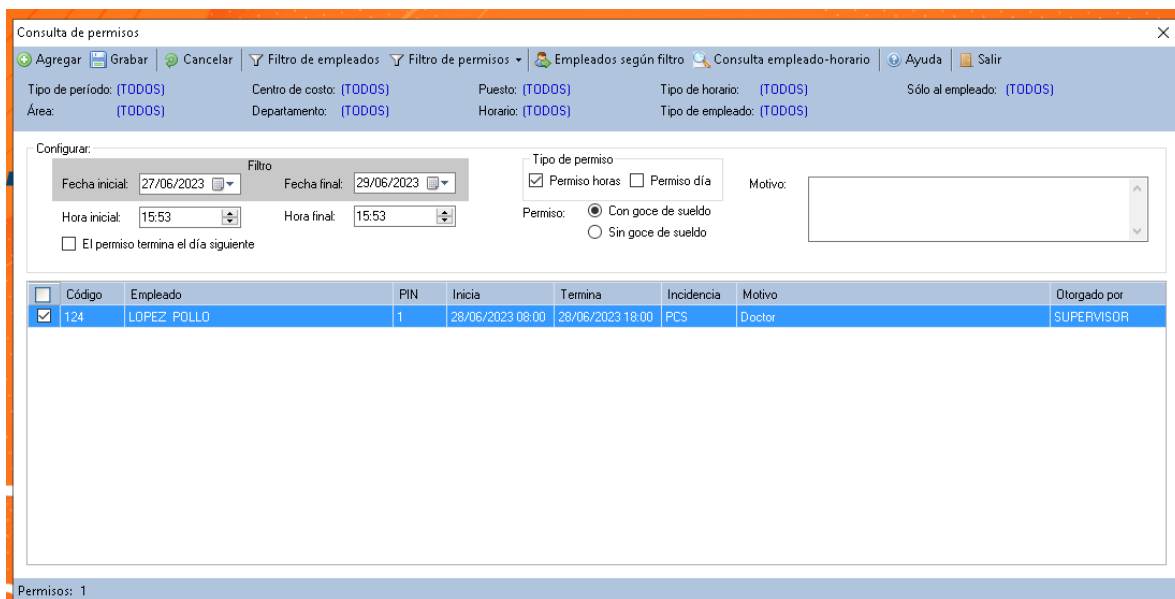 Consulta de permisos
Agregar Grabar Cancelar Filtro de empleados Filtro de permisos Empleados según filtro Consulta empleado-horario Ayuda Salir
Tipo de período: (TODOS) Centro de costo: (TODOS) Puesto: (TODOS) Tipo de horario: (TODOS) Sólo al empleado: (TODOS)
Área: (TODOS) Departamento: (TODOS) Horario: (TODOS) Tipo de empleado: (TODOS)
Configurar:
Filtro
Fecha inicial: 27/06/2023 Fecha final: 29/06/2023
Hora inicial: 15:53 Hora final: 15:53
El permiso termina el día siguiente
Tipo de permiso
Permiso horas Permiso día
Permiso: Con goce de sueldo
Sin goce de sueldo
Motivo:
Código Empleado PIN Inicia Termina Incidencia Motivo Otorgado por
124 LOPEZ POLLO 1 28/06/2023 08:00 28/06/2023 18:00 PCS Doctor SUPERVISOR
Permisos: 1